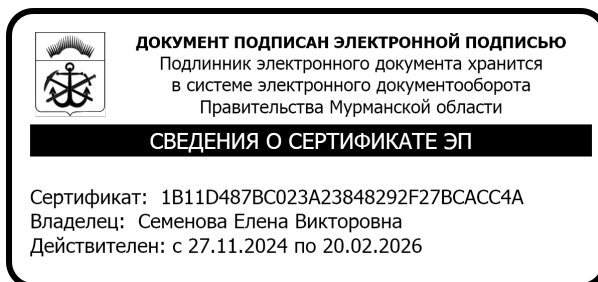 ДОКУМЕНТ ПОДПИСАН ЭЛЕКТРОННОЙ ПОДПИСЬЮ
Подлинник электронного документа хранится
в системе электронного документооборота
Правительства Мурманской области
СВЕДЕНИЯ О СЕРТИФИКАТЕ ЭП
Сертификат: 1B11D487BC023A23848292F27BCACC4A
Владелец: Семенова Елена Викторовна
Действителен: с 27.11.2024 по 20.02.2026